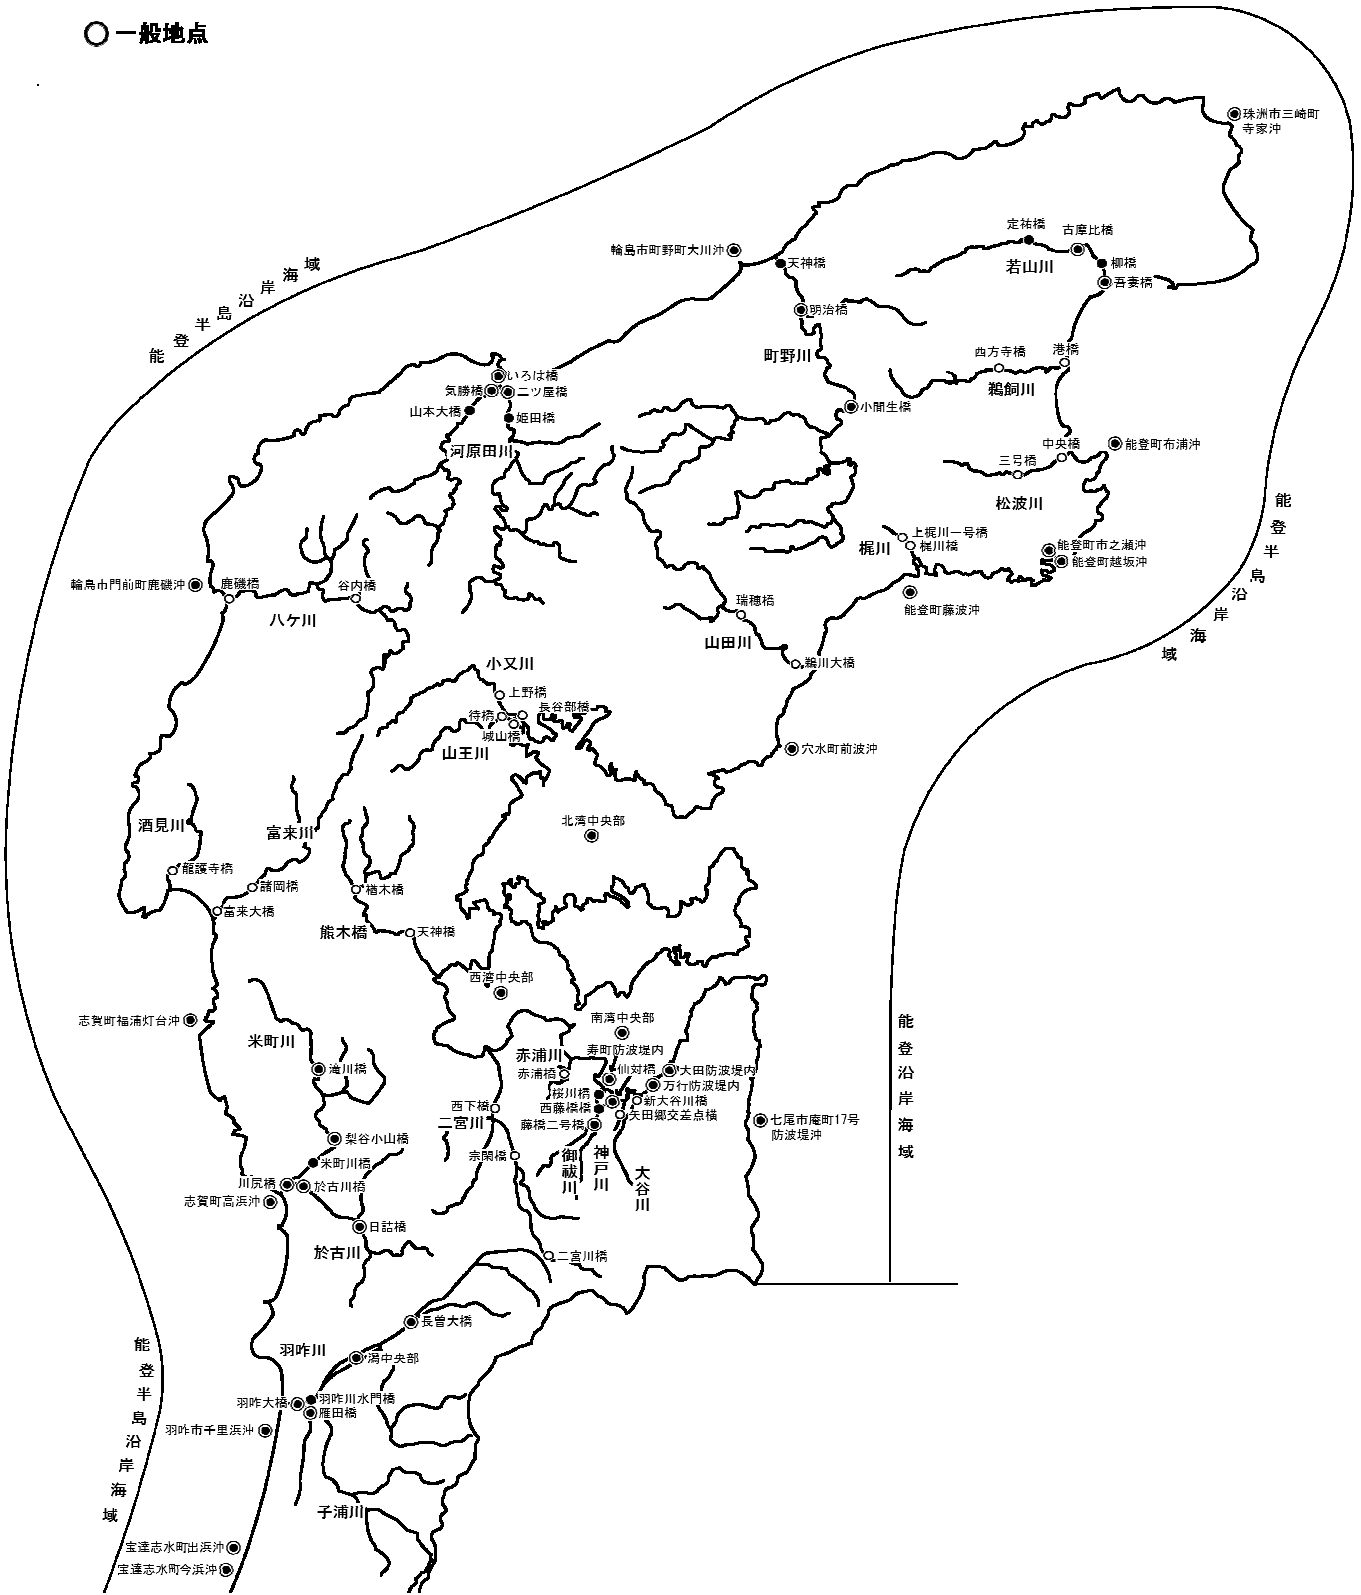 ○一般地点
珠洲市三崎町
寺家沖
定祐橋
古摩比橋
輪島市町野町大川沖
天神橋
若山川
柳橋
吾妻橋
能登半島沿岸海域
明治橋
町野川
西方寺橋
港橋
鵜飼川
いろは橋
気勝橋
二ツ屋橋
山本大橋
姫田橋
小間生橋
河原田川
中央橋
能登町布浦沖
三号橋
松波川
能登半島沿岸海域
上梶川一号橋
梶川
梶川橋
能登町市之瀬沖
能登町越坂沖
輪島市門前町鹿磯沖
鹿磯橋
谷内橋
八ケ川
瑞穂橋
能登町藤波沖
山田川
小又川
鵜川大橋
上野橋
待橋
長谷部橋
城山橋
山王川
穴水町前波沖
北湾中央部
酒見川
富来川
龍護寺橋
諸岡橋
楢木橋
富来大橋
熊木橋
天神橋
西湾中央部
志賀町福浦灯台沖
南湾中央部
能登沿岸海域
米町川
寿町防波堤内
赤浦川
滝川橋
赤浦橋
仙対橋
大田防波堤内
万行防波堤内
桜川橋
新大谷川橋
西下橋
西藤橋橋
矢田郷交差点横
二宮川
藤橋二号橋
七尾市庵町17号
防波堤沖
梨谷小山橋
米町川橋
宗閑橋
御祓川
神戸川
大谷川
川尻橋
於古川橋
志賀町高浜沖
日詰橋
於古川
二宮川橋
長曽大橋
羽咋川
潟中央部
能登半島沿岸海域
羽咋大橋
羽咋川水門橋
雁田橋
羽咋市千里浜沖
子浦川
宝達志水町出浜沖
宝達志水町今浜沖